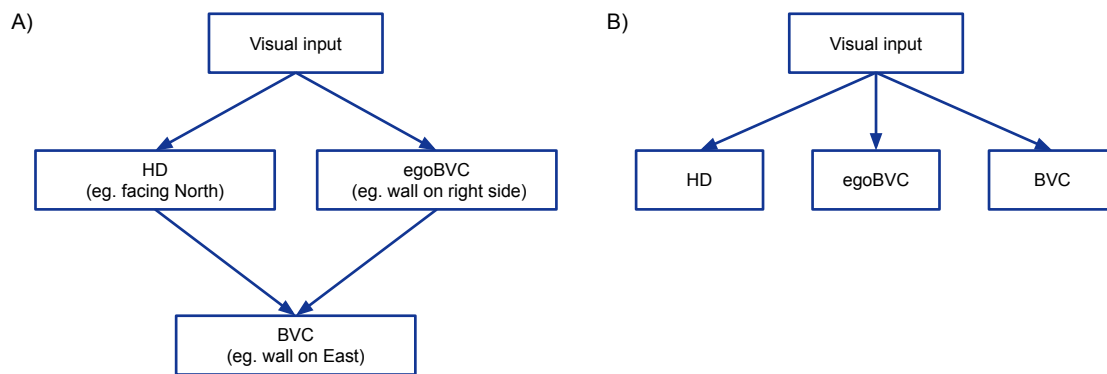 A)
Visual input
HD
(eg. facing North)
egoBVC
(eg. wall on right side)
BVC
(eg. wall on East)
B)
Visual input
HD
egoBVC
BVC